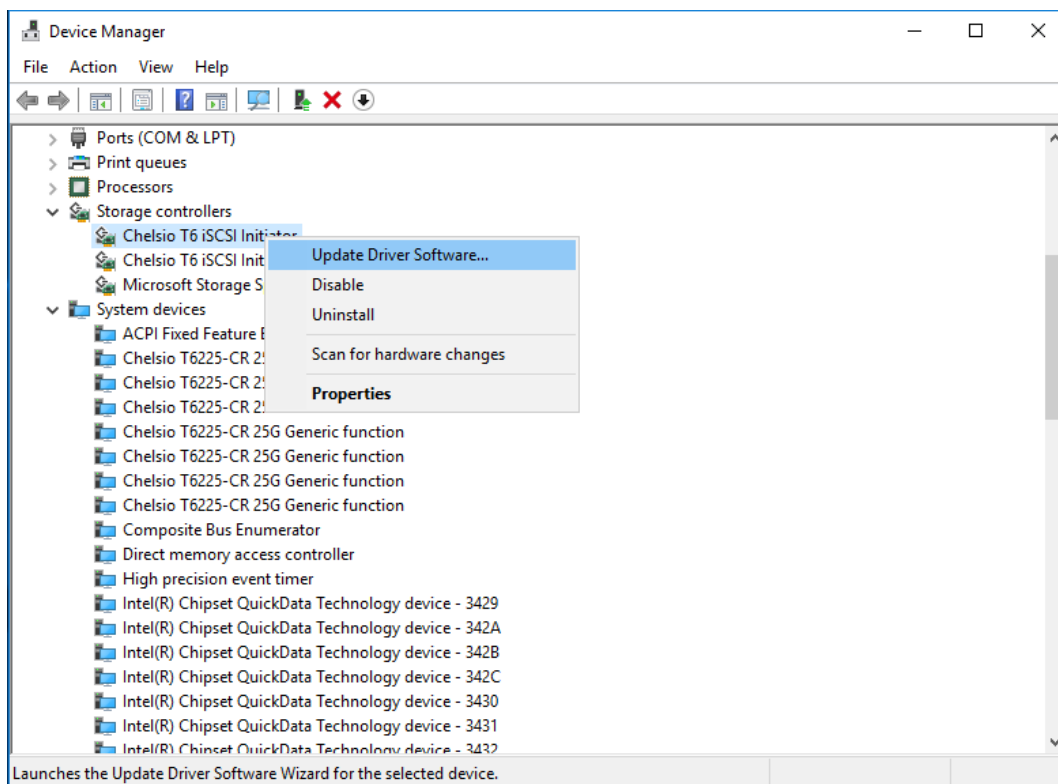 Device Manager
File Action View Help
Ports (COM & LPT)
Print queues
Processors
Storage controllers
Chelsio T6 iSCSI Initiator
Chelsio T6 iSCSI Init
Microsoft Storage S
System devices
ACPI Fixed Feature
Chelsio T6225-CR
Chelsio T6225-CR
Chelsio T6225-CR
Chelsio T6225-CR 25G Generic function
Chelsio T6225-CR 25G Generic function
Chelsio T6225-CR 25G Generic function
Chelsio T6225-CR 25G Generic function
Composite Bus Enumerator
Direct memory access controller
High precision event timer
Intel(R) Chipset QuickData Technology device - 3429
Intel(R) Chipset QuickData Technology device - 342A
Intel(R) Chipset QuickData Technology device - 342B
Intel(R) Chipset QuickData Technology device - 342C
Intel(R) Chipset QuickData Technology device - 3430
Intel(R) Chipset QuickData Technology device - 3431
Intel(R) Chipset QuickData Technology device - 3432
Update Driver Software...
Disable
Uninstall
Scan for hardware changes
Properties
Launches the Update Driver Software Wizard for the selected device.